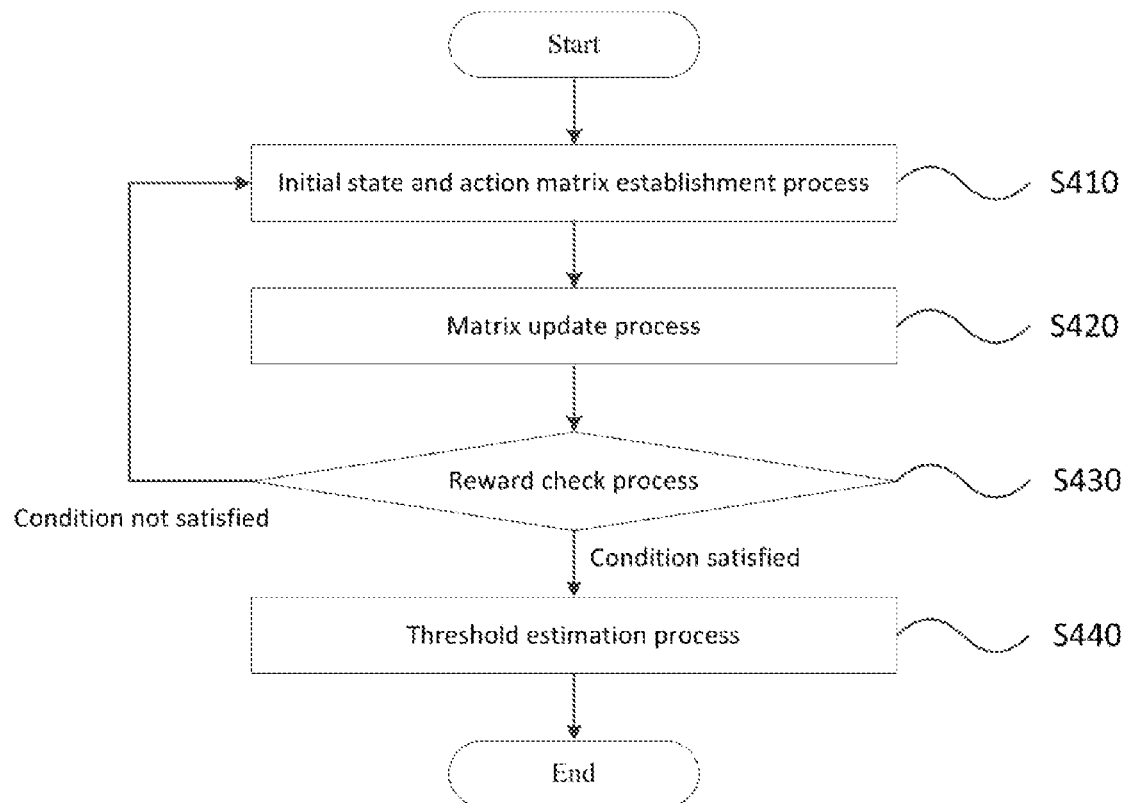 Start
Initial state and action matrix establishment process
S410
Matrix update process
S420
Reward check process
S430
Condition not satisfied
Condition satisfied
Threshold estimation process
S440
End